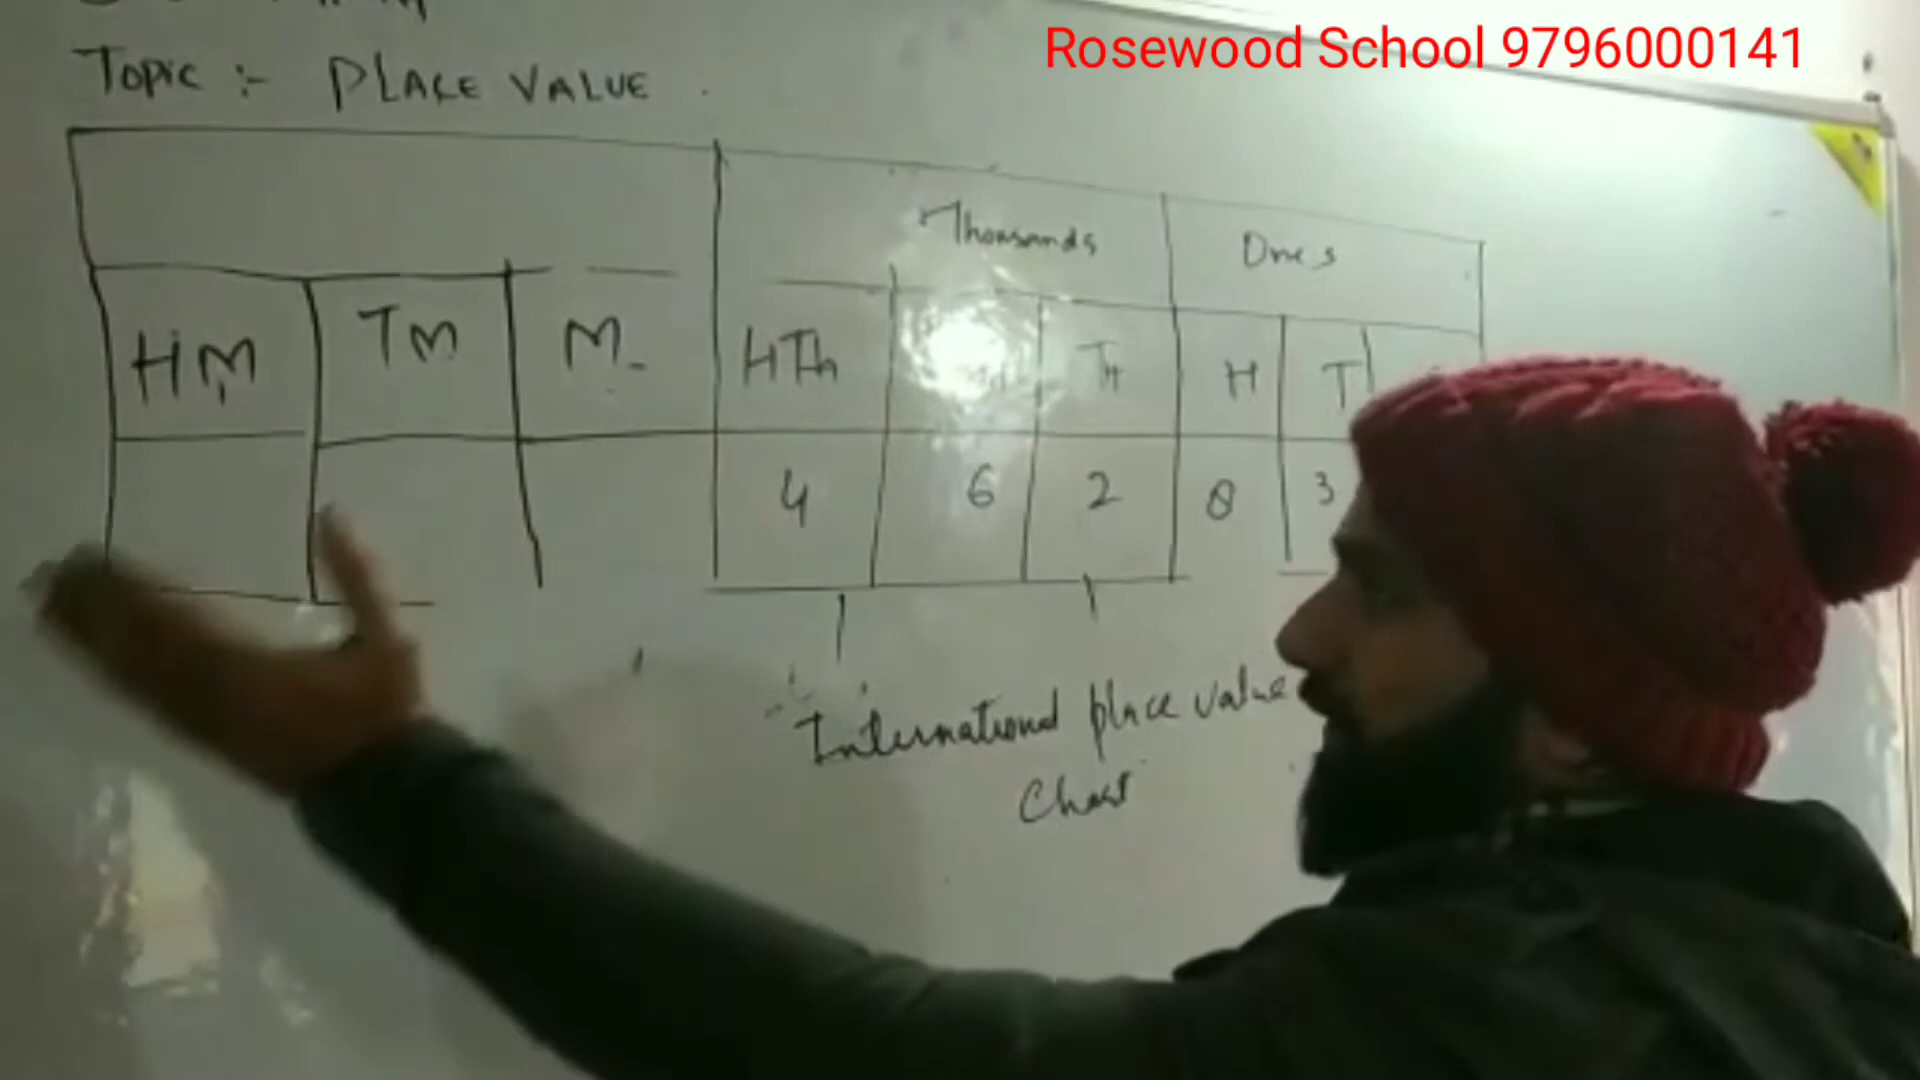 Rosewood School 9796000141
Topic :- PLACE VALUE .
Thousands Ones
HM TM M HTh Th H T
4 6 2 8 3
International place value
Chart